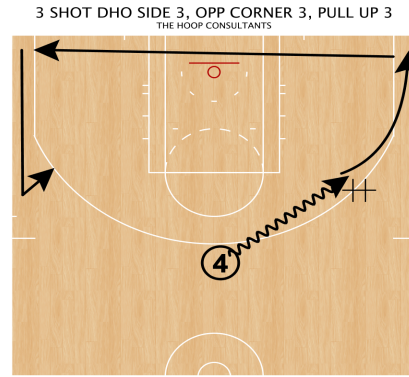 3 SHOT DHO SIDE 3, OPP CORNER 3, PULL UP 3
THE HOOP CONSULTANTS
4